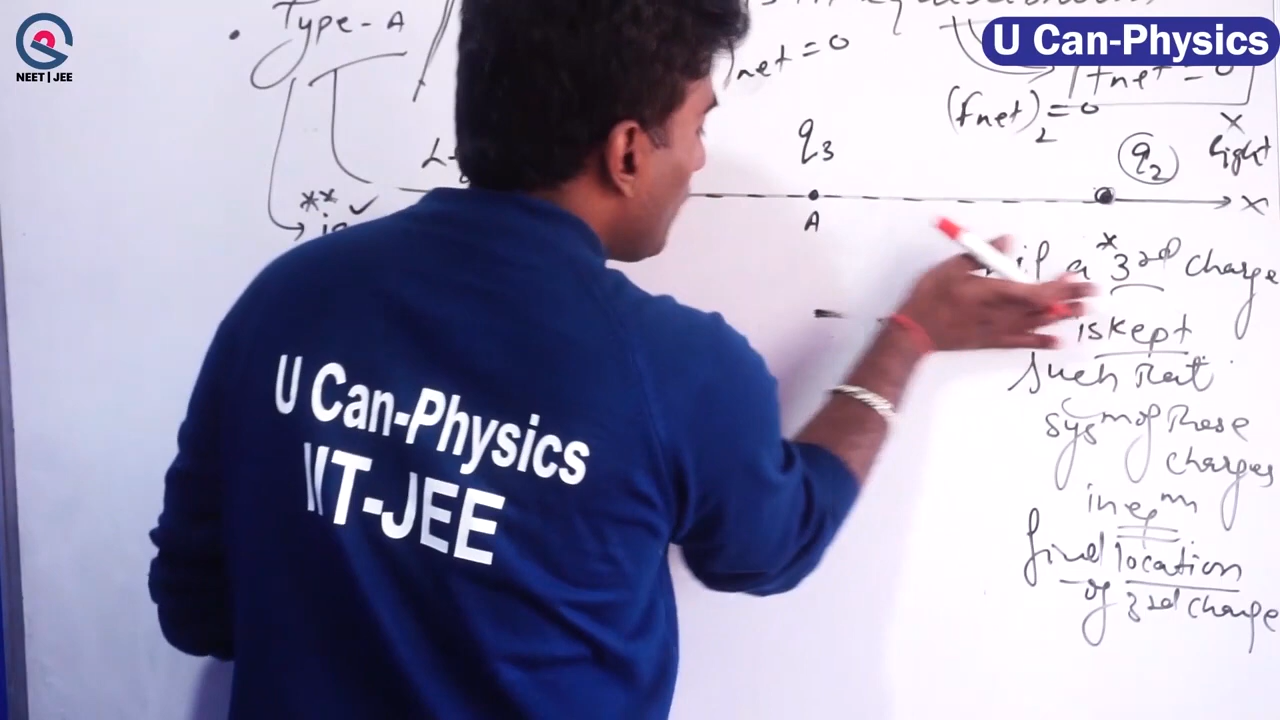 NEET | JEE
U Can-Physics
• Type-A
net = 0
fnet = 0
(fnet)₂ = 0
q₃
q₂
X
right
**
A
X
if a *3rd charge
is kept
such that
sysm of these
charges
in eqm
find location
of 3rd charge
U Can-Physics
IIT-JEE